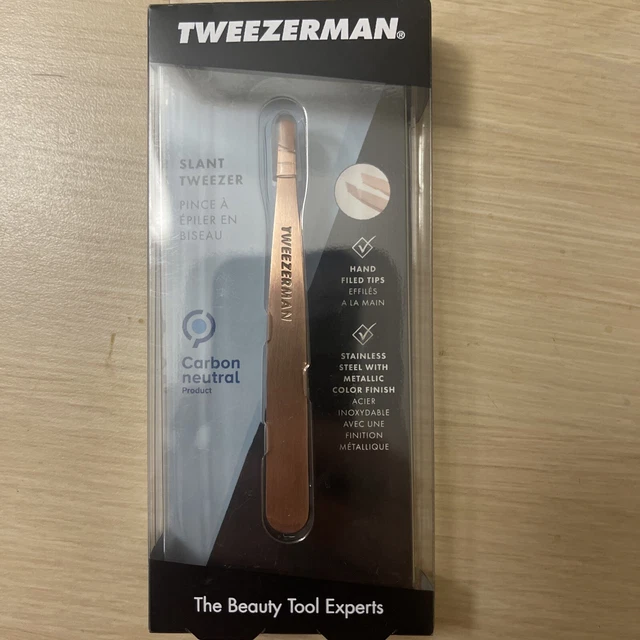 TWEEZERMAN®
SLANT
TWEEZER
PINCE À
ÉPILER EN
BISEAU
TWEEZERMAN
HAND
FILED TIPS
EFFILÉS
A LA MAIN
Carbon
neutral
Product
STAINLESS
STEEL WITH
METALLIC
COLOR FINISH
ACIER
INOXYDABLE
AVEC UNE
FINITION
MÉTALLIQUE
The Beauty Tool Experts